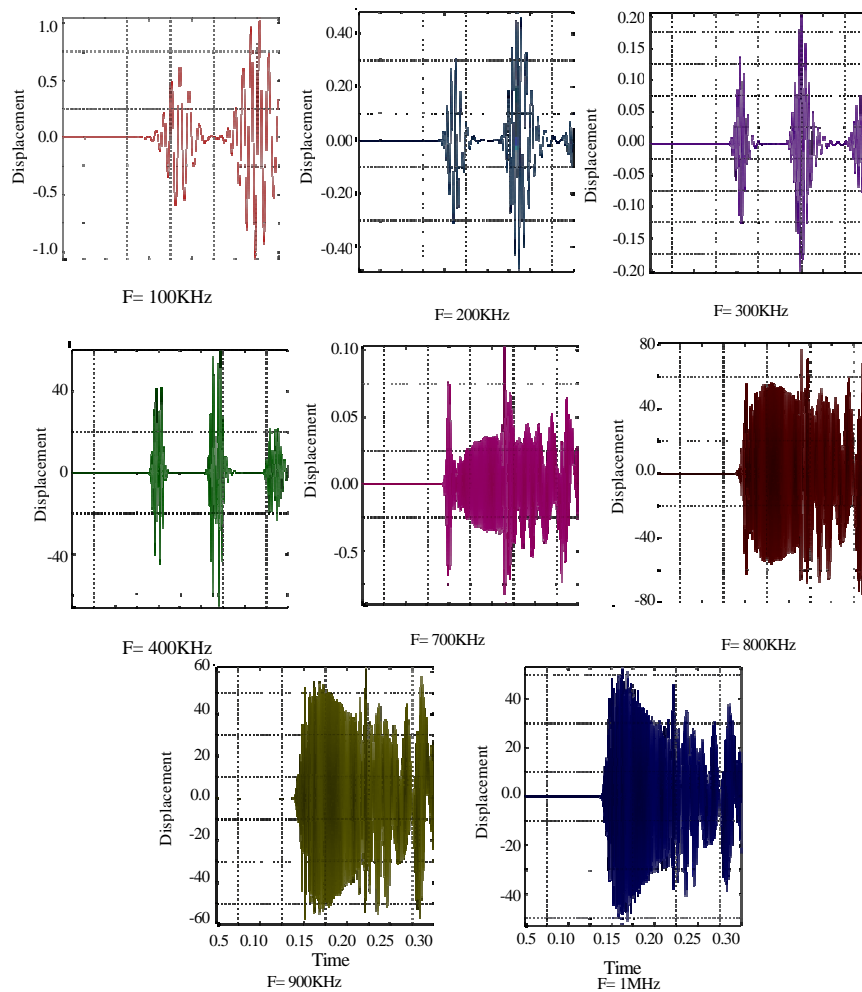 1.0
0.5
0.0
-0.5
-1.0
Displacement
F= 100KHz
0.40
0.20
0.00
-0.20
-0.40
Displacement
F= 200KHz
0.20
0.15
0.10
0.05
0.00
-0.05
-0.10
-0.15
-0.20
Displacement
F= 300KHz
40
0
-40
Displacement
F= 400KHz
0.10
0.05
0.00
-0.5
Displacement
F= 700KHz
80
40
20
0.0
-20
-40
-60
-80
Displacement
F= 800KHz
60
40
30
20
0.0
-20
-40
-60
Displacement
0.5 0.10 0.15 0.20 0.25 0.30
Time
F= 900KHz
40
20
0.0
-20
-40
Displacement
0.5 0.10 0.15 0.20 0.25 0.30
Time
F= 1MHz